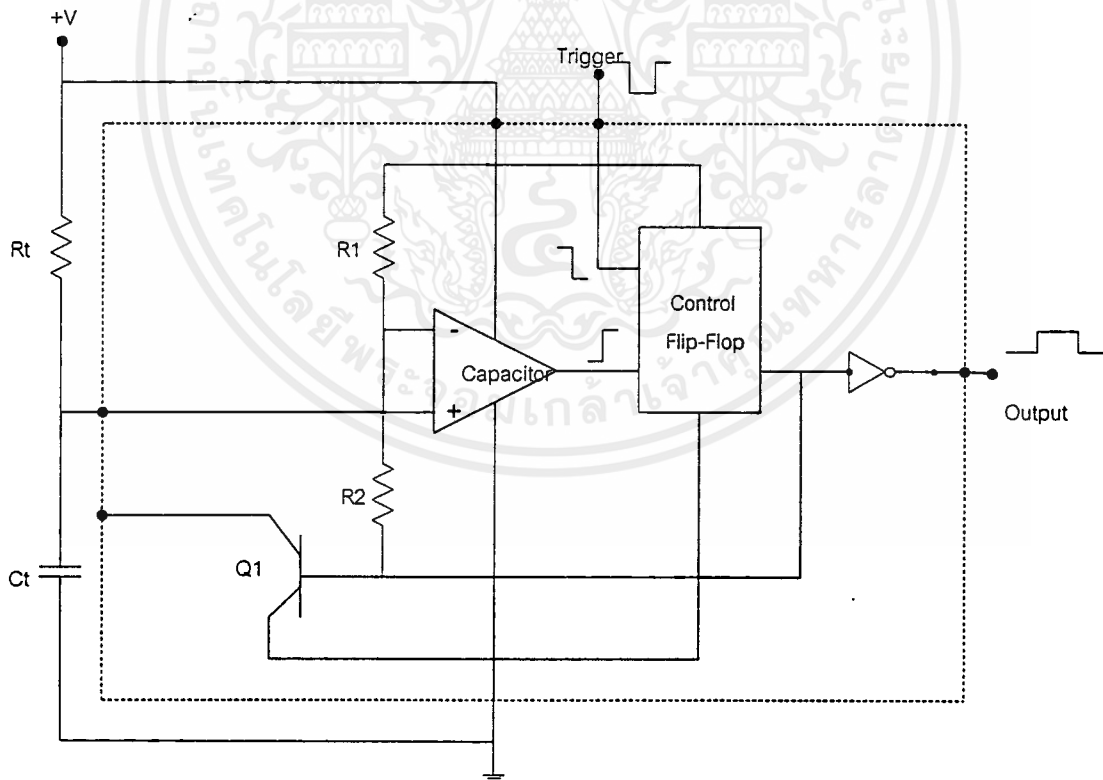 +V
Trigger
Rt
R1
-
Capacitor
+
Control
Flip-Flop
Output
R2
Q1
Ct